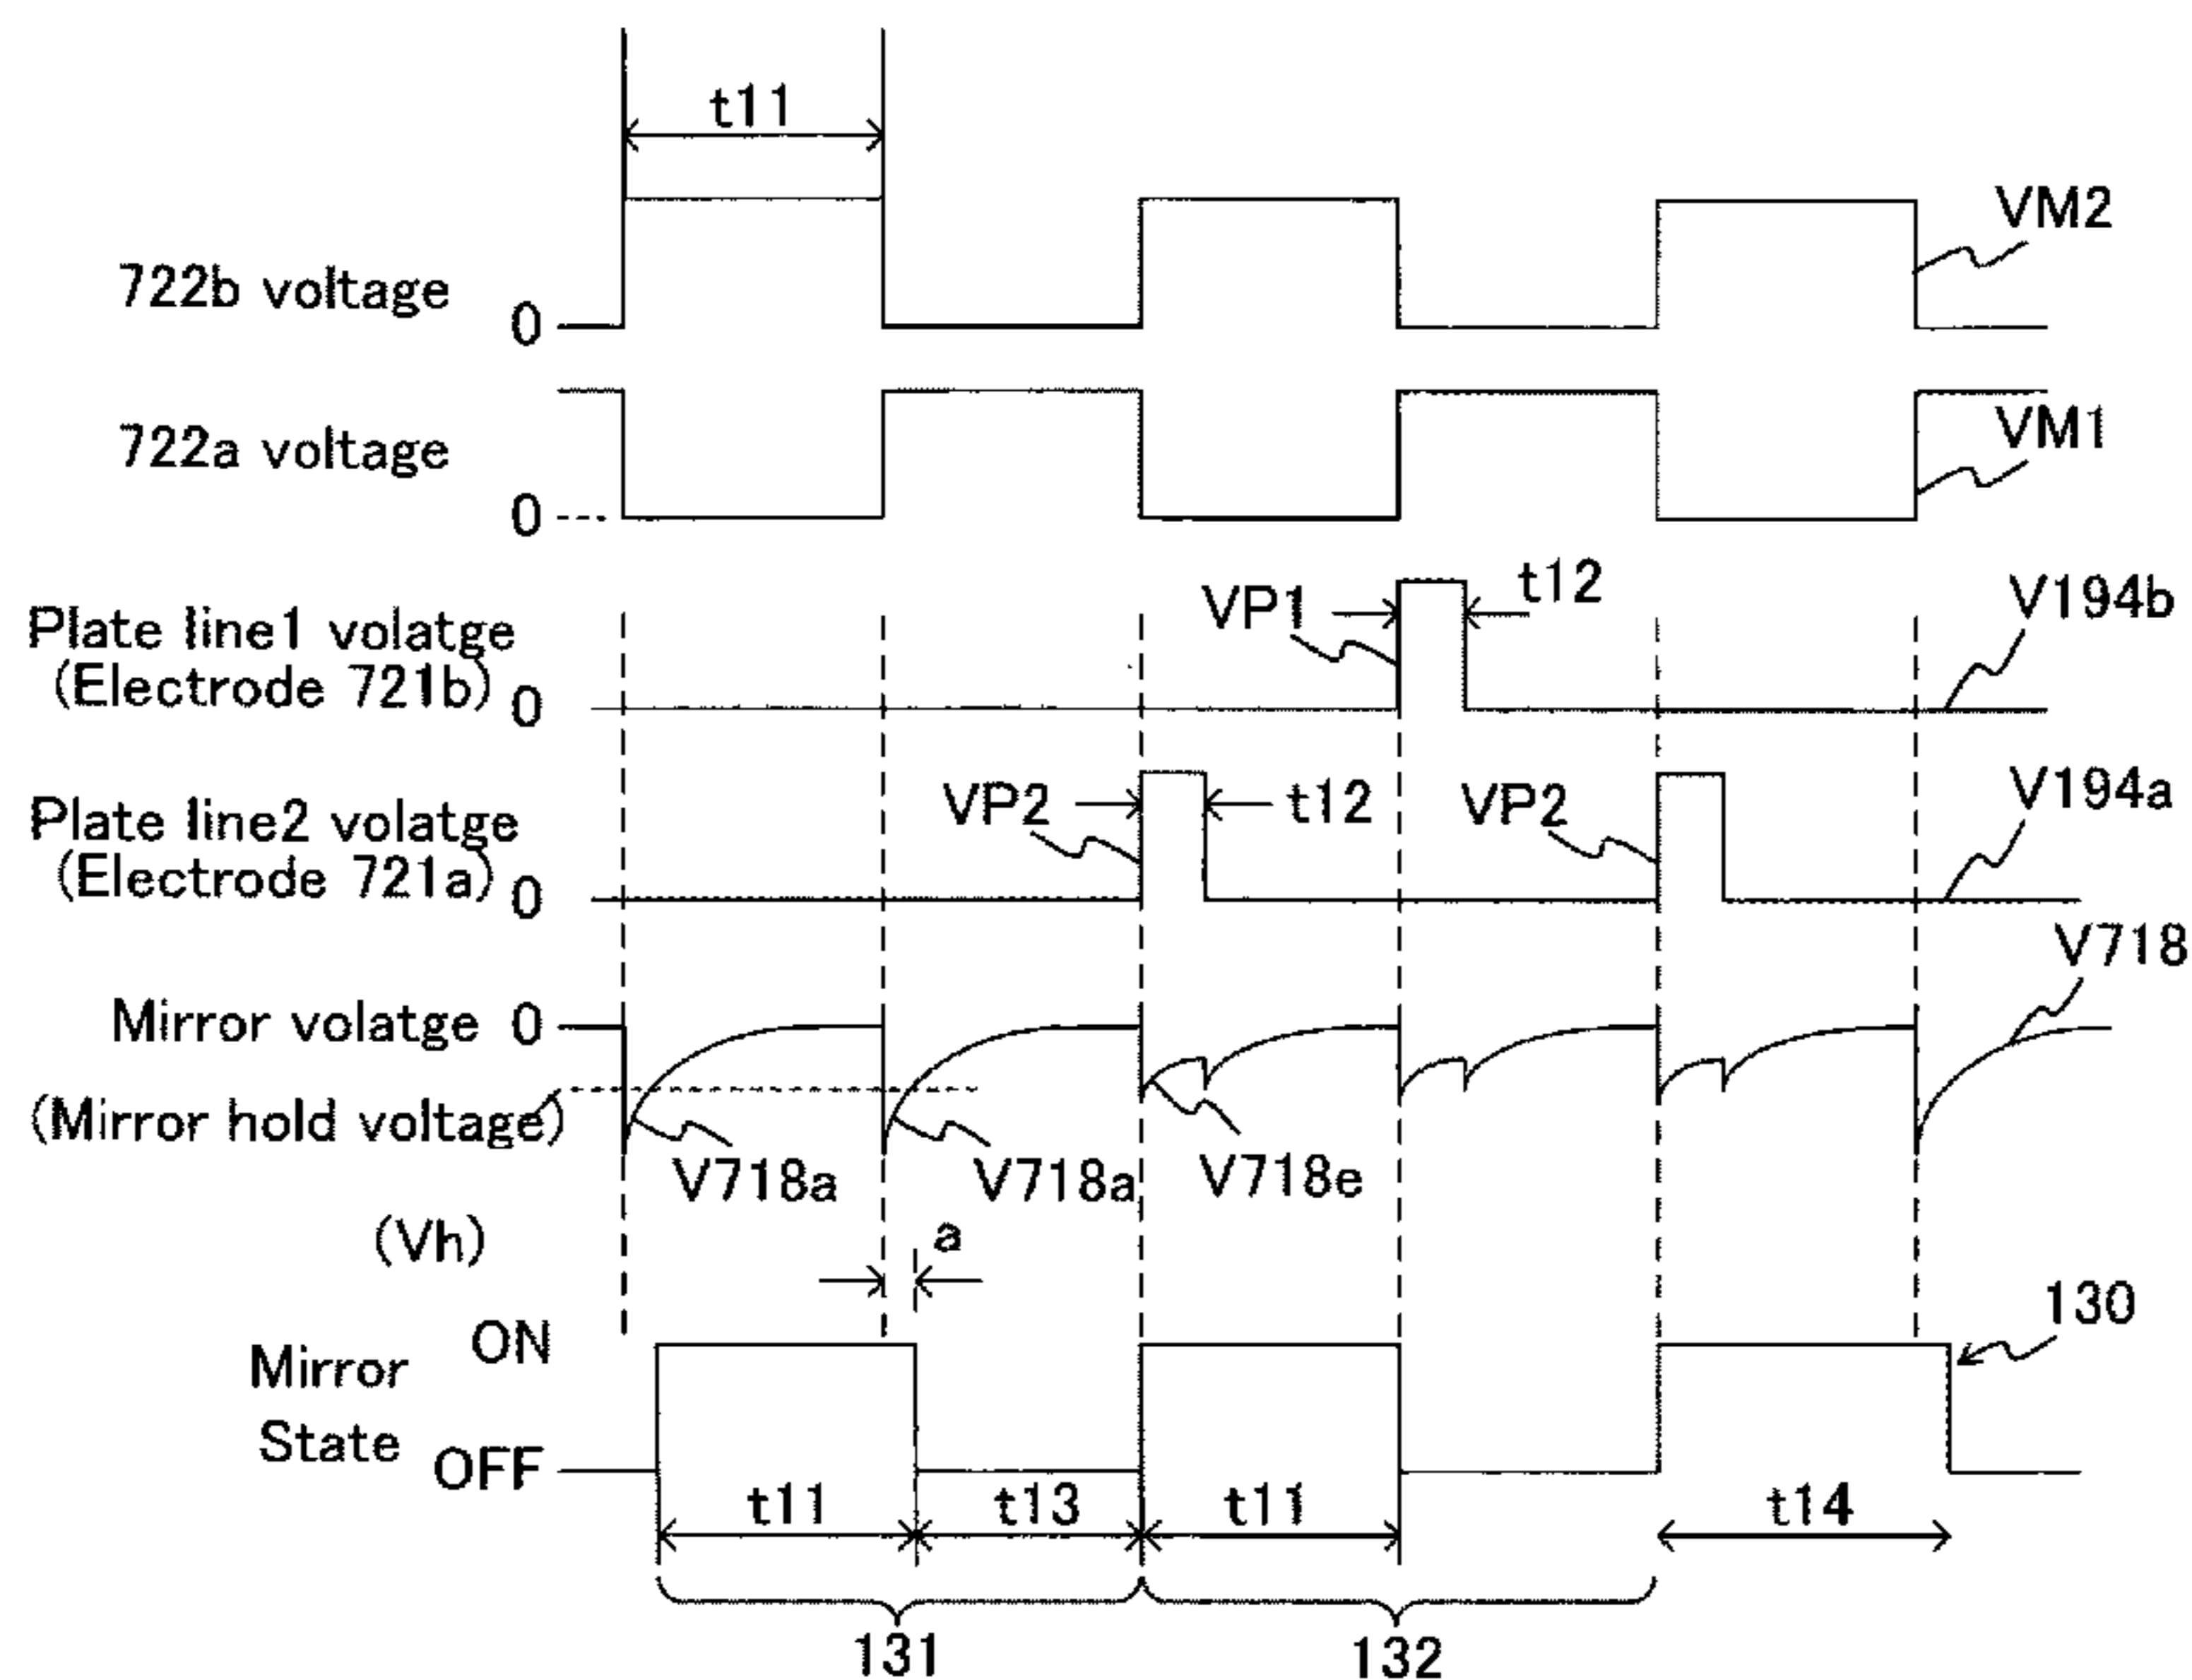 t11
VM2
722b voltage 0
VM1
722a voltage
0
VP1 t12 V194b
Plate line1 volatge
(Electrode 721b) 0
VP2 t12 VP2 V194a
Plate line2 volatge
(Electrode 721a) 0
V718
Mirror volatge 0
(Mirror hold voltage)
V718a V718a V718e
(Vh) a
130
ON
Mirror
State
OFF
t11 t13 t11 t14
131 132